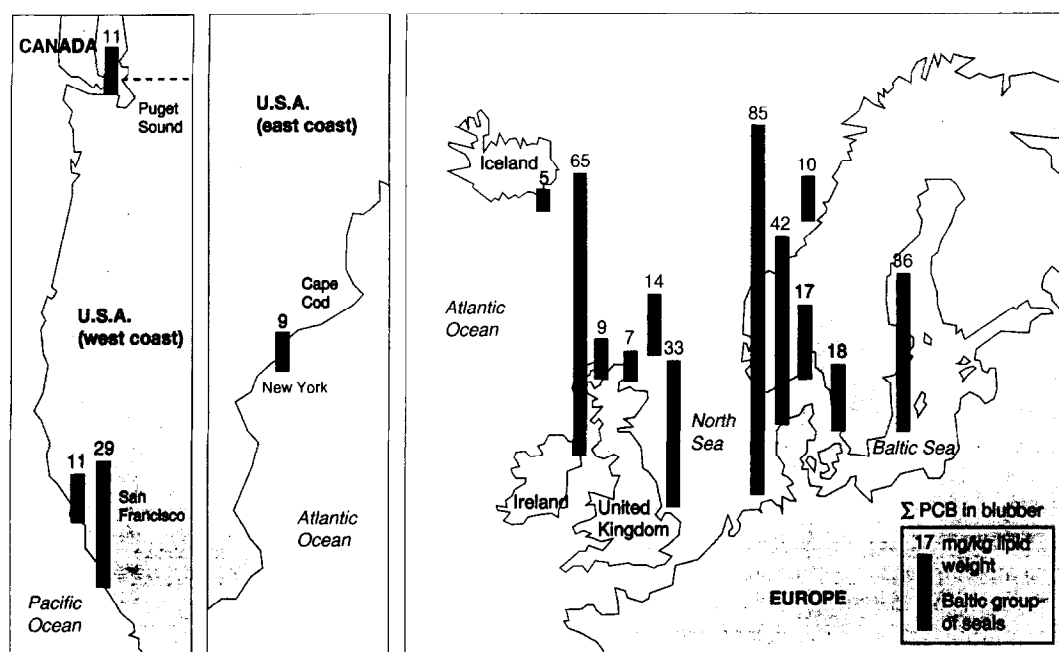 CANADA
11
Puget
Sound
U.S.A.
(west coast)
11
29
San
Francisco
Pacific
Ocean
U.S.A.
(east coast)
Cape
Cod
9
New York
Atlantic
Ocean
Iceland
5
65
85
10
42
14
36
Atlantic
Ocean
9
7
33
17
18
North
Sea
Baltic Sea
Ireland
United
Kingdom
EUROPE
∑ PCB in blubber
17 mg/kg lipid
weight
Baltic group
of seals